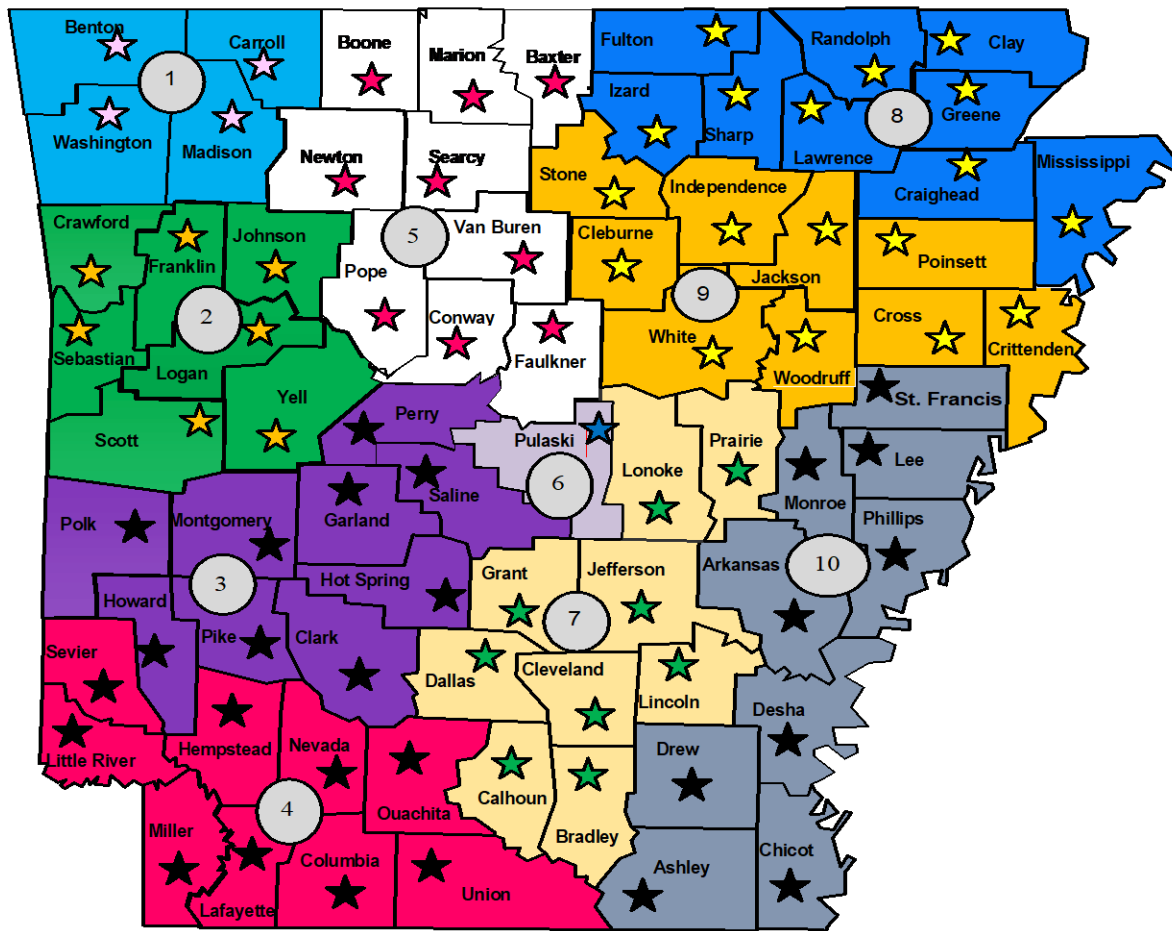 Benton
Carroll
Boone
Marion
Baxter
Fulton
Randolph
Clay
1
Izard
Sharp
8
Greene
Washington
Madison
Newton
Searcy
Lawrence
Mississippi
Stone
Independence
Craighead
Crawford
Franklin
Johnson
5
Van Buren
Cleburne
Pope
Jackson
Poinsett
2
9
Conway
White
Cross
Sebastian
Logan
Faulkner
Woodruff
Crittenden
Yell
Perry
St. Francis
Scott
Pulaski
Prairie
Lonoke
Lee
6
Saline
Monroe
Polk
Montgomery
Garland
Phillips
Arkansas
10
Hot Spring
Grant
Jefferson
3
Howard
7
Pike
Clark
Sevier
Dallas
Cleveland
Lincoln
Desha
Little River
Hempstead
Nevada
Drew
4
Ouachita
Calhoun
Miller
Bradley
Columbia
Ashley
Chicot
Union
Lafayette